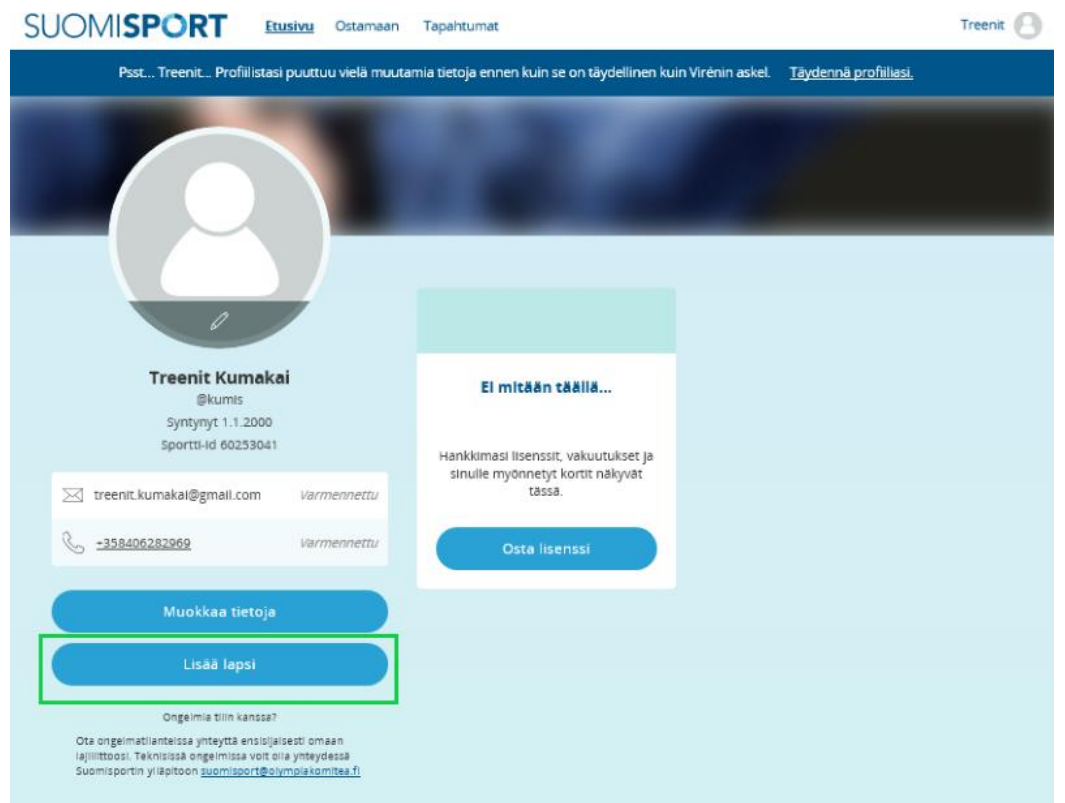 SUOMISPORT Etusivu Ostamaan Tapahtumat Treenit
Psst... Treenit... Profiilistasi puuttuu vielä muutamia tietoja ennen kuin se on täydellinen kuin Virénin askel. Täydennä profiiliasi.
Treenit Kumakai
@kumis
Syntynyt 1.1.2000
Sportti-id 60253041
treenit.kumakai@gmail.com Varmennettu
+358406282969 Varmennettu
Muokkaa tietoja
Lisää lapsi
Ongelmia tilin kanssa?
Ota ongelmatilanteissa yhteyttä ensisijaisesti omaan
lajiliittoosi. Teknisissä ongelmissa voit olla yhteydessä
Suomisportin ylläpitoon suomisport@olympiakomitea.fi
Ei mitään täällä...
Hankkimasi lisenssit, vakuutukset ja
sinulle myönnetyt kortit näkyvät
tässä.
Osta lisenssi